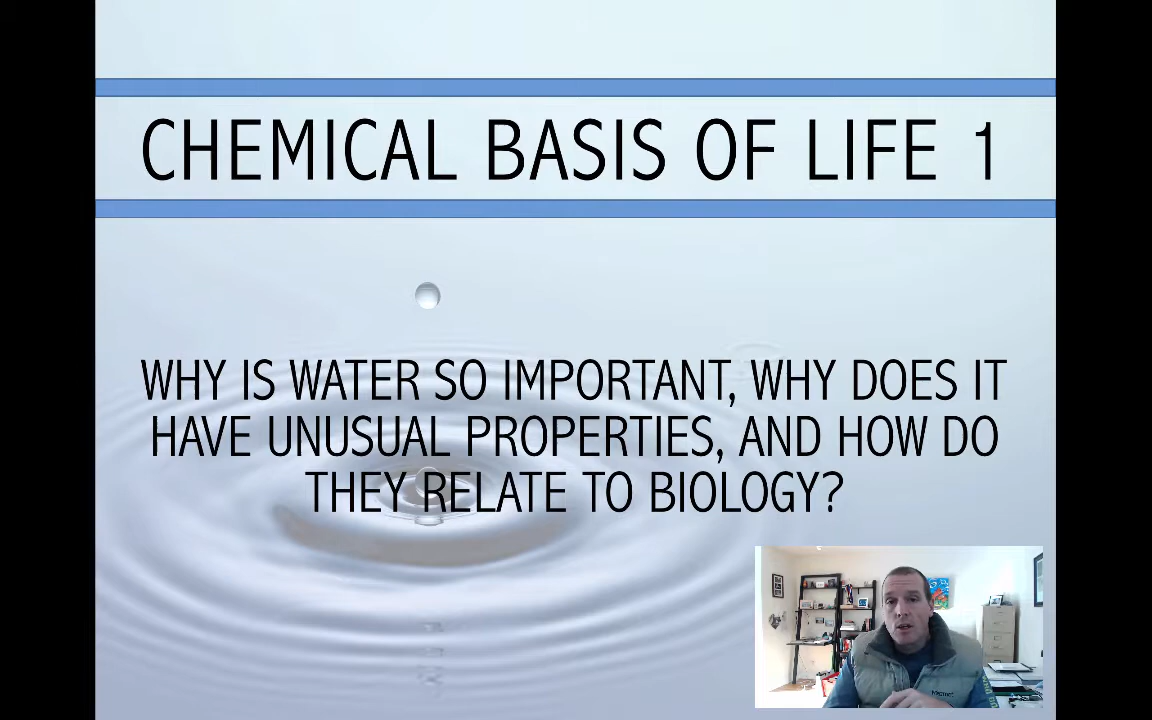 CHEMICAL BASIS OF LIFE 1
WHY IS WATER SO IMPORTANT, WHY DOES IT
HAVE UNUSUAL PROPERTIES, AND HOW DO
THEY RELATE TO BIOLOGY?